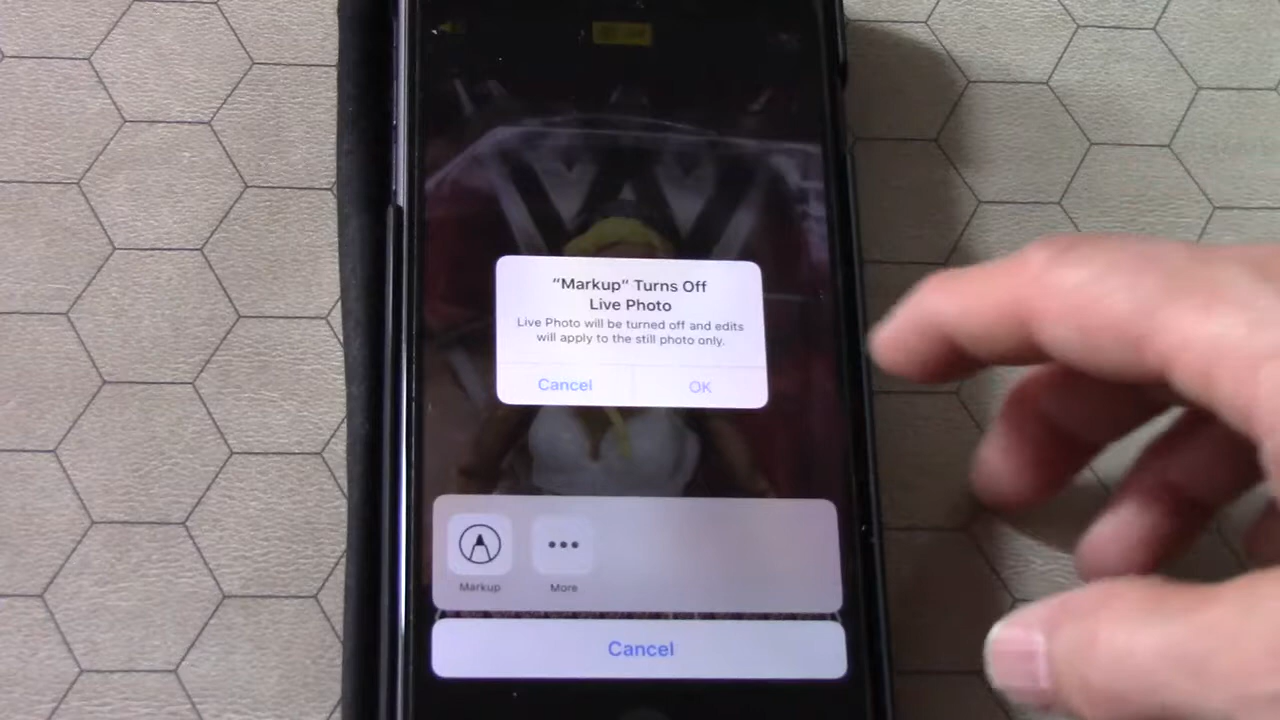 “Markup” Turns Off
Live Photo
Live Photo will be turned off and edits
will apply to the still photo only.
Cancel OK
Markup More
Cancel